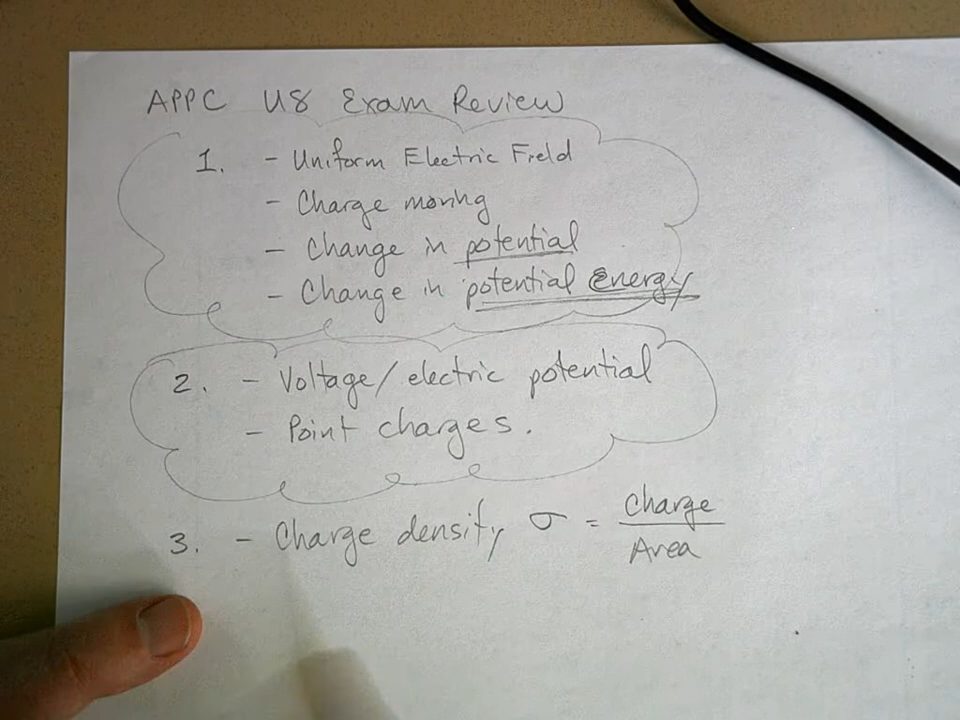 APPC U8 Exam Review
1. - Uniform Electric Field
- Charge moving
- Change in potential
- Change in potential Energy
2. - Voltage/electric potential
- Point charges.
3. - Charge density σ = Charge / Area